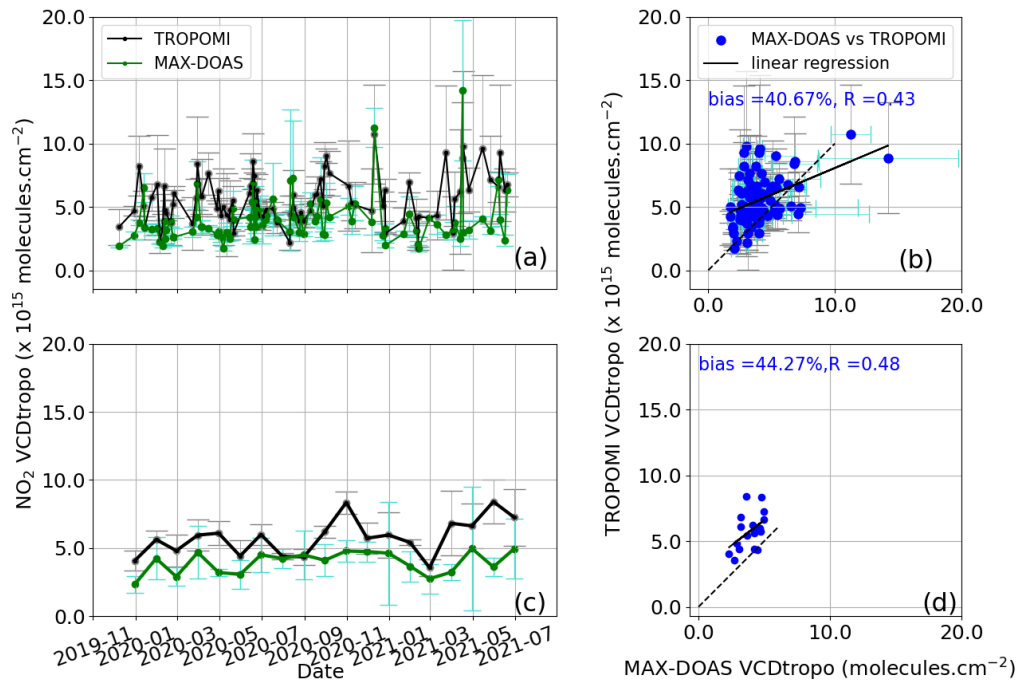 20.0
15.0
10.0
5.0
0.0
TROPOMI
MAX-DOAS
(a)
20.0
15.0
10.0
5.0
0.0
MAX-DOAS vs TROPOMI
linear regression
bias =40.67%, R =0.43
(b)
0.0 10.0 20.0
NO₂ VCDtropo (x 10¹⁵ molecules.cm⁻²)
20.0
15.0
10.0
5.0
0.0
(c)
2019-11 2020-01 2020-03 2020-05 2020-07 2020-09 2020-11 2021-01 2021-03 2021-05 2021-07
Date
TROPOMI VCDtropo (x 10¹⁵ molecules.cm⁻²)
20.0
15.0
10.0
5.0
0.0
bias =44.27%,R =0.48
(d)
0.0 10.0 20.0
MAX-DOAS VCDtropo (molecules.cm⁻²)